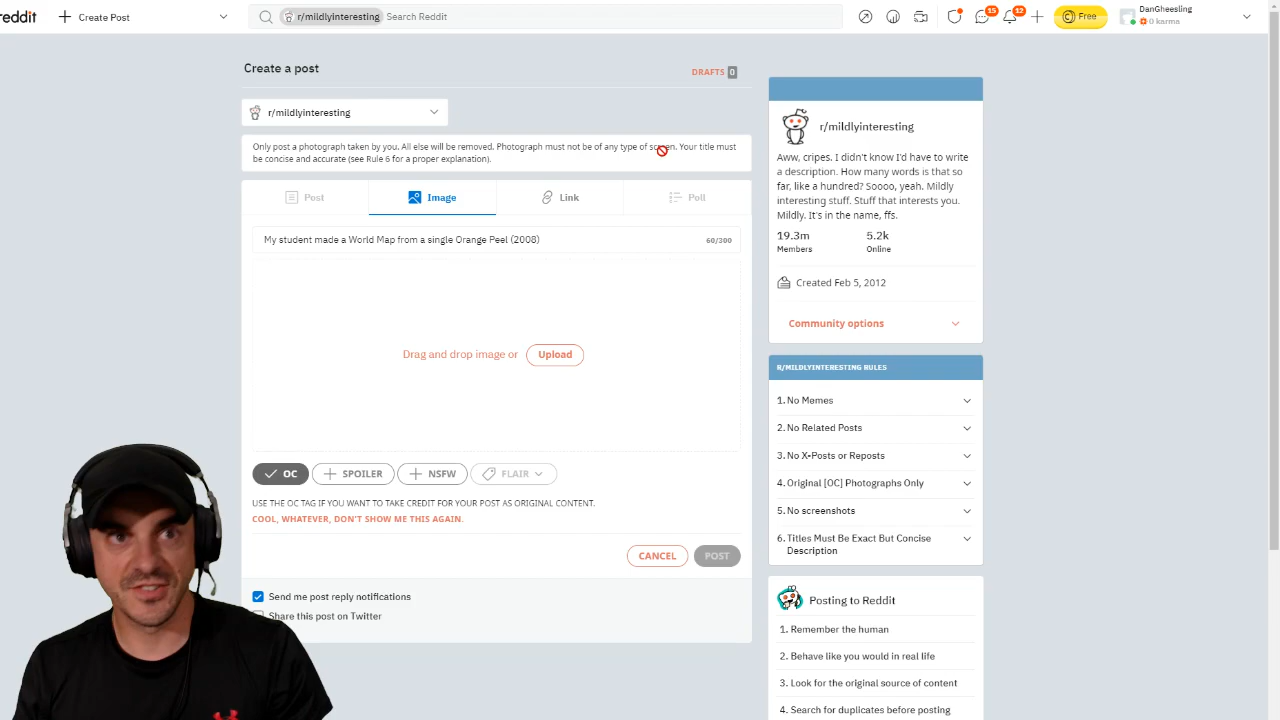 reddit
Create Post
r/mildlyinteresting Search Reddit
15
12
Free
DanGheesling
0 karma
Create a post
DRAFTS 0
r/mildlyinteresting
Only post a photograph taken by you. All else will be removed. Photograph must not be of any type of screen. Your title must
be concise and accurate (see Rule 6 for a proper explanation).
Post
Image
Link
Poll
My student made a World Map from a single Orange Peel (2008)
60/300
Drag and drop image or Upload
OC
SPOILER
NSFW
FLAIR
USE THE OC TAG IF YOU WANT TO TAKE CREDIT FOR YOUR POST AS ORIGINAL CONTENT.
COOL, WHATEVER, DON'T SHOW ME THIS AGAIN.
CANCEL
POST
Send me post reply notifications
Share this post on Twitter
r/mildlyinteresting
Aww, cripes. I didn't know I'd have to write
a description. How many words is that so
far, like a hundred? Soooo, yeah. Mildly
interesting stuff. Stuff that interests you.
Mildly. It's in the name, ffs.
19.3m 5.2k
Members Online
Created Feb 5, 2012
Community options
R/MILDLYINTERESTING RULES
1. No Memes
2. No Related Posts
3. No X-Posts or Reposts
4. Original [OC] Photographs Only
5. No screenshots
6. Titles Must Be Exact But Concise
Description
Posting to Reddit
1. Remember the human
2. Behave like you would in real life
3. Look for the original source of content
4. Search for duplicates before posting